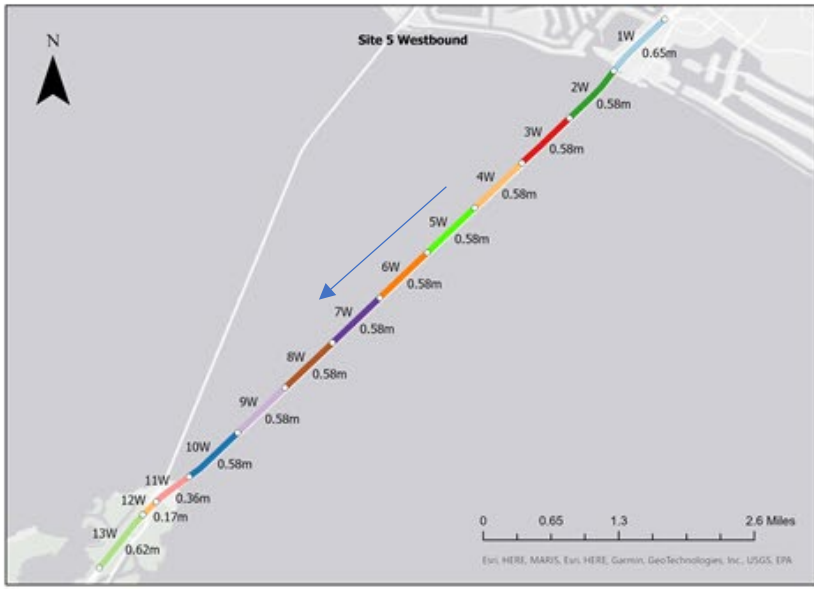 N
Site 5 Westbound
1W
0.65m
2W
0.58m
3W
0.58m
4W
0.58m
5W
0.58m
6W
0.58m
7W
0.58m
8W
0.58m
9W
0.58m
10W
0.58m
11W
0.36m
12W
0.17m
13W
0.62m
0 0.65 1.3 2.6 Miles
Esri, HERE, MARIS, Esri, HERE, Garmin, GeoTechnologies, Inc., USGS, EPA